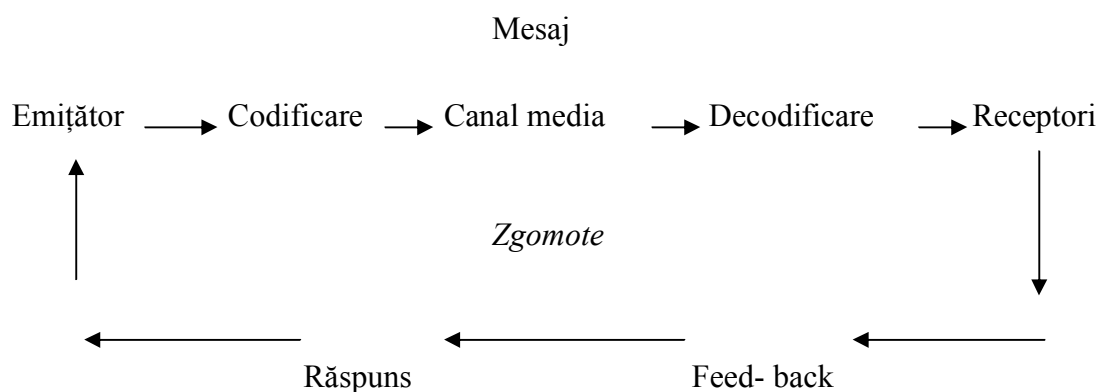 Mesaj
Emițător Codificare Canal media Decodificare Receptori
Zgomote
Răspuns Feed- back